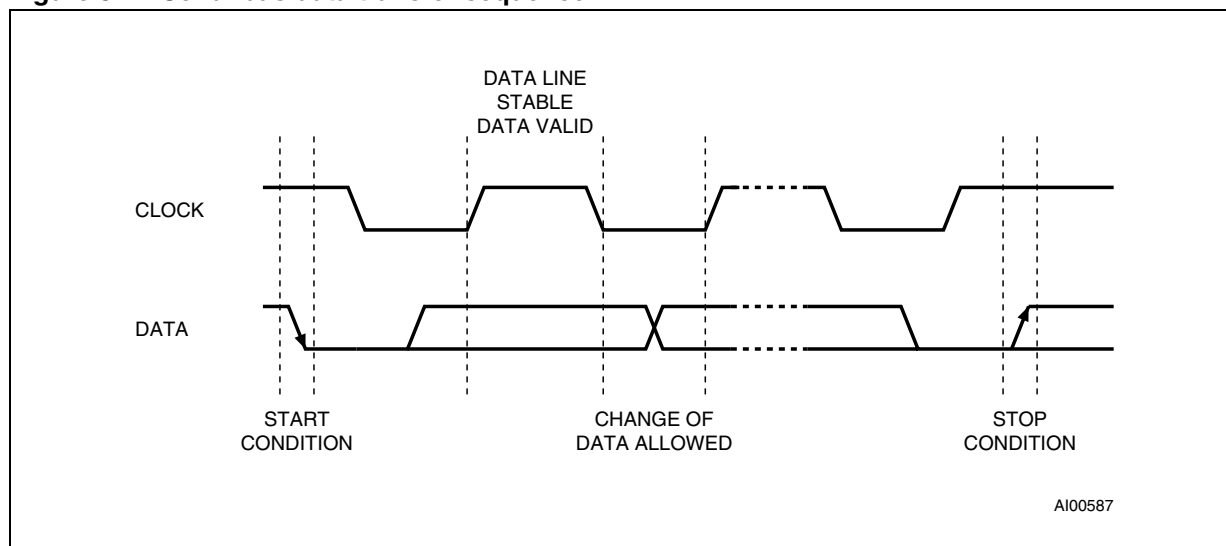 DATA LINE
STABLE
DATA VALID
CLOCK
DATA
START
CONDITION
CHANGE OF
DATA ALLOWED
STOP
CONDITION
AI00587